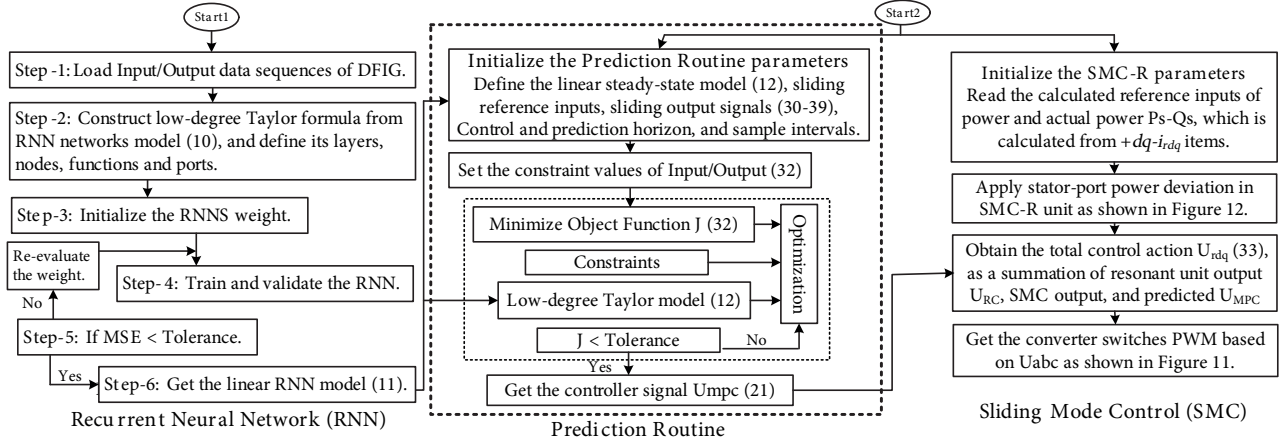 Start1
Step -1: Load Input/Output data sequences of DFIG.
Step -2: Construct low-degree Taylor formula from
RNN networks model (10), and define its layers,
nodes, functions and ports.
Step-3: Initialize the RNNS weight.
Re-evaluate
the weight.
Step- 4: Train and validate the RNN.
No
Step-5: If MSE < Tolerance.
Yes
Step-6: Get the linear RNN model (11).
Recurrent Neural Network (RNN)
Start2
Initialize the Prediction Routine parameters
Define the linear steady-state model (12), sliding
reference inputs, sliding output signals (30-39),
Control and prediction horizon, and sample intervals.
Set the constraint values of Input/Output (32)
Minimize Object Function J (32)
Constraints
Low-degree Taylor model (12)
Optimization
J < Tolerance
No
Yes
Get the controller signal Umpc (21)
Prediction Routine
Initialize the SMC-R parameters
Read the calculated reference inputs of
power and actual power Ps-Qs, which is
calculated from +dq-i_rdq items.
Apply stator-port power deviation in
SMC-R unit as shown in Figure 12.
Obtain the total control action U_rdq (33),
as a summation of resonant unit output
U_RC, SMC output, and predicted U_MPC
Get the converter switches PWM based
on Uabc as shown in Figure 11.
Sliding Mode Control (SMC)